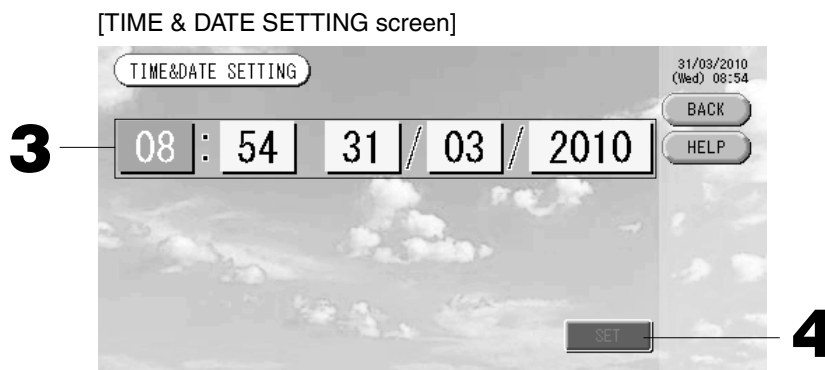 [TIME & DATE SETTING screen]
TIME&DATE SETTING
31/03/2010
(Wed) 08:54
BACK
3
08 : 54 31 / 03 / 2010
HELP
SET
4